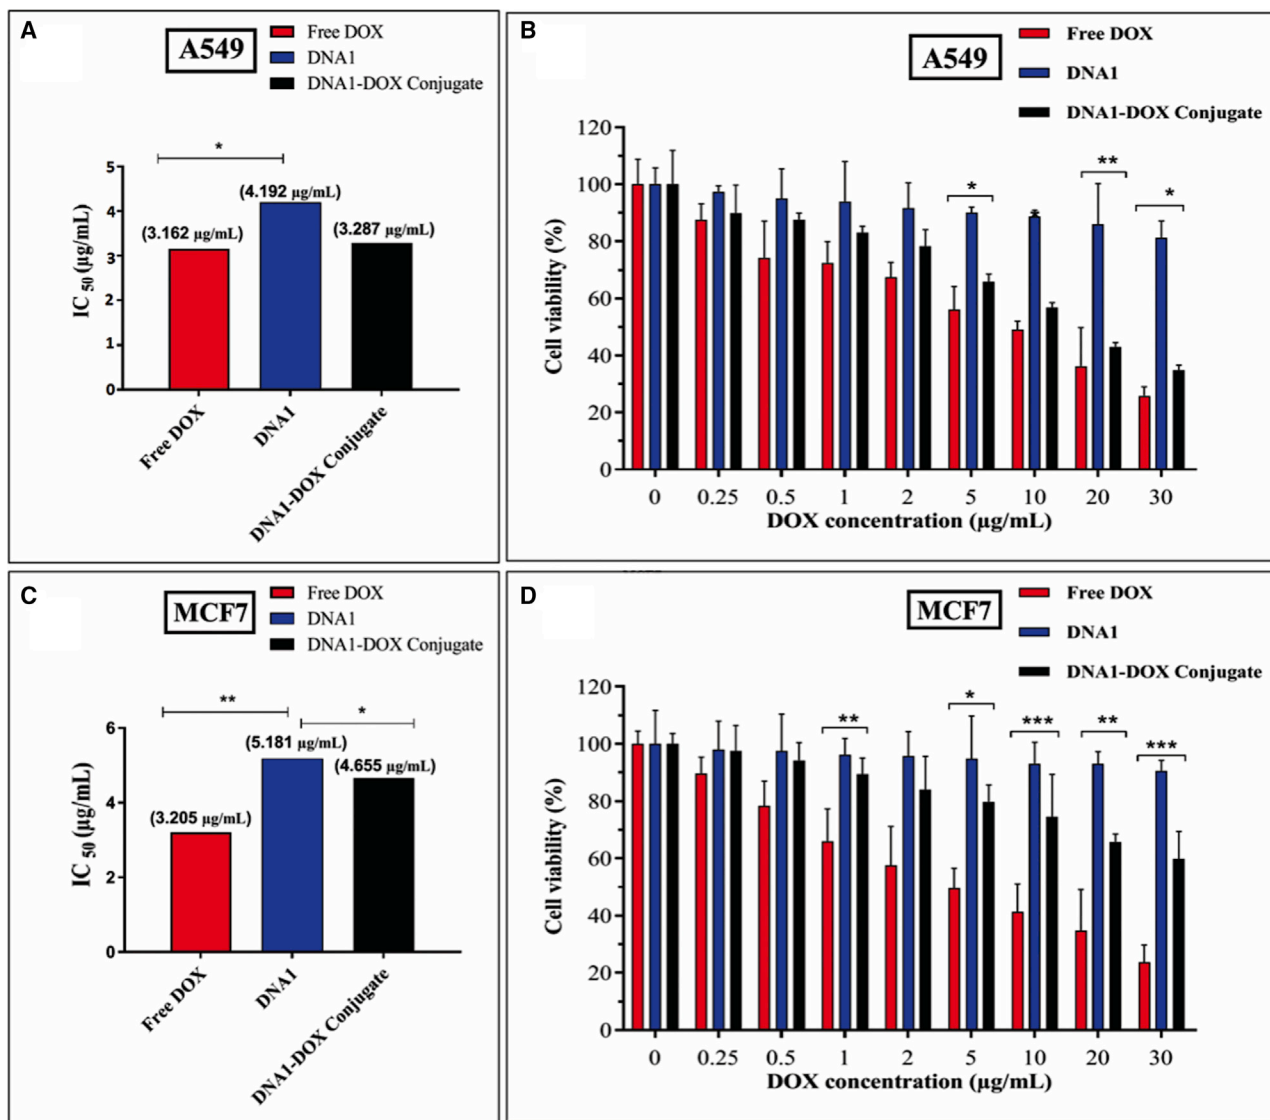 A
A549
Free DOX
DNA1
DNA1-DOX Conjugate
*
(4.192 µg/mL)
(3.162 µg/mL)
(3.287 µg/mL)
5
4
3
2
1
0
IC 50 (µg/mL)
Free DOX
DNA1
DNA1-DOX Conjugate
B
A549
Free DOX
DNA1
DNA1-DOX Conjugate
120
100
80
60
40
20
0
Cell viability (%)
*
*
**
*
0 0.25 0.5 1 2 5 10 20 30
DOX concentration (µg/mL)
C
MCF7
Free DOX
DNA1
DNA1-DOX Conjugate
**
*
(5.181 µg/mL)
(4.655 µg/mL)
(3.205 µg/mL)
6
4
2
0
IC 50 (µg/mL)
Free DOX
DNA1
DNA1-DOX Conjugate
D
MCF7
Free DOX
DNA1
DNA1-DOX Conjugate
120
100
80
60
40
20
0
Cell viability (%)
**
*
***
**
***
0 0.25 0.5 1 2 5 10 20 30
DOX concentration (µg/mL)